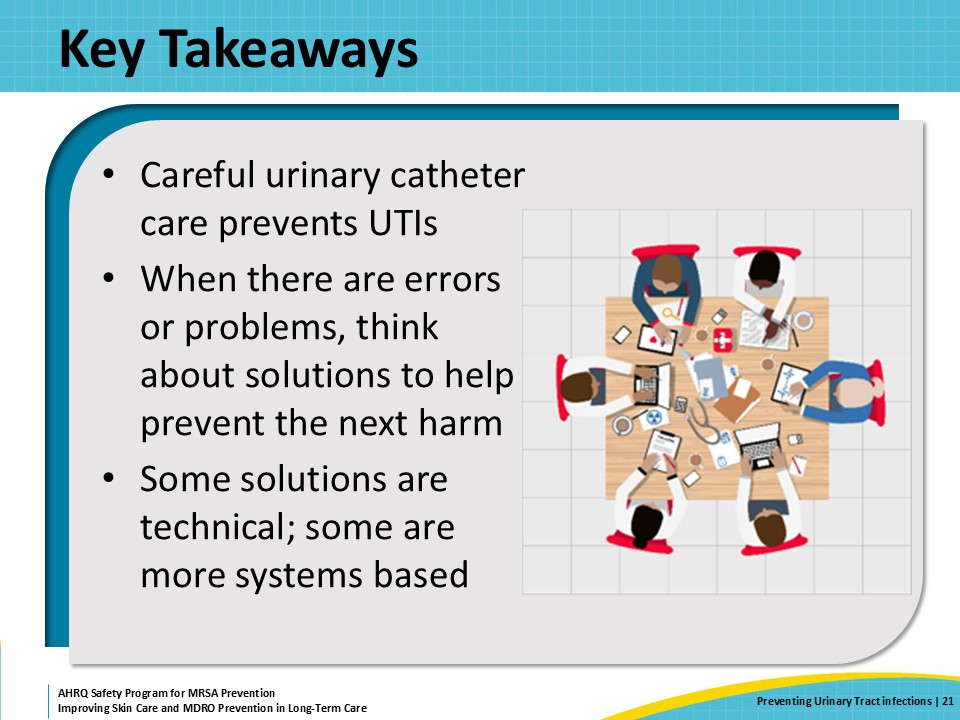 Key Takeaways
• Careful urinary catheter
care prevents UTIs
• When there are errors
or problems, think
about solutions to help
prevent the next harm
• Some solutions are
technical; some are
more systems based
AHRQ Safety Program for MRSA Prevention
Improving Skin Care and MDRO Prevention in Long-Term Care
Preventing Urinary Tract infections | 21